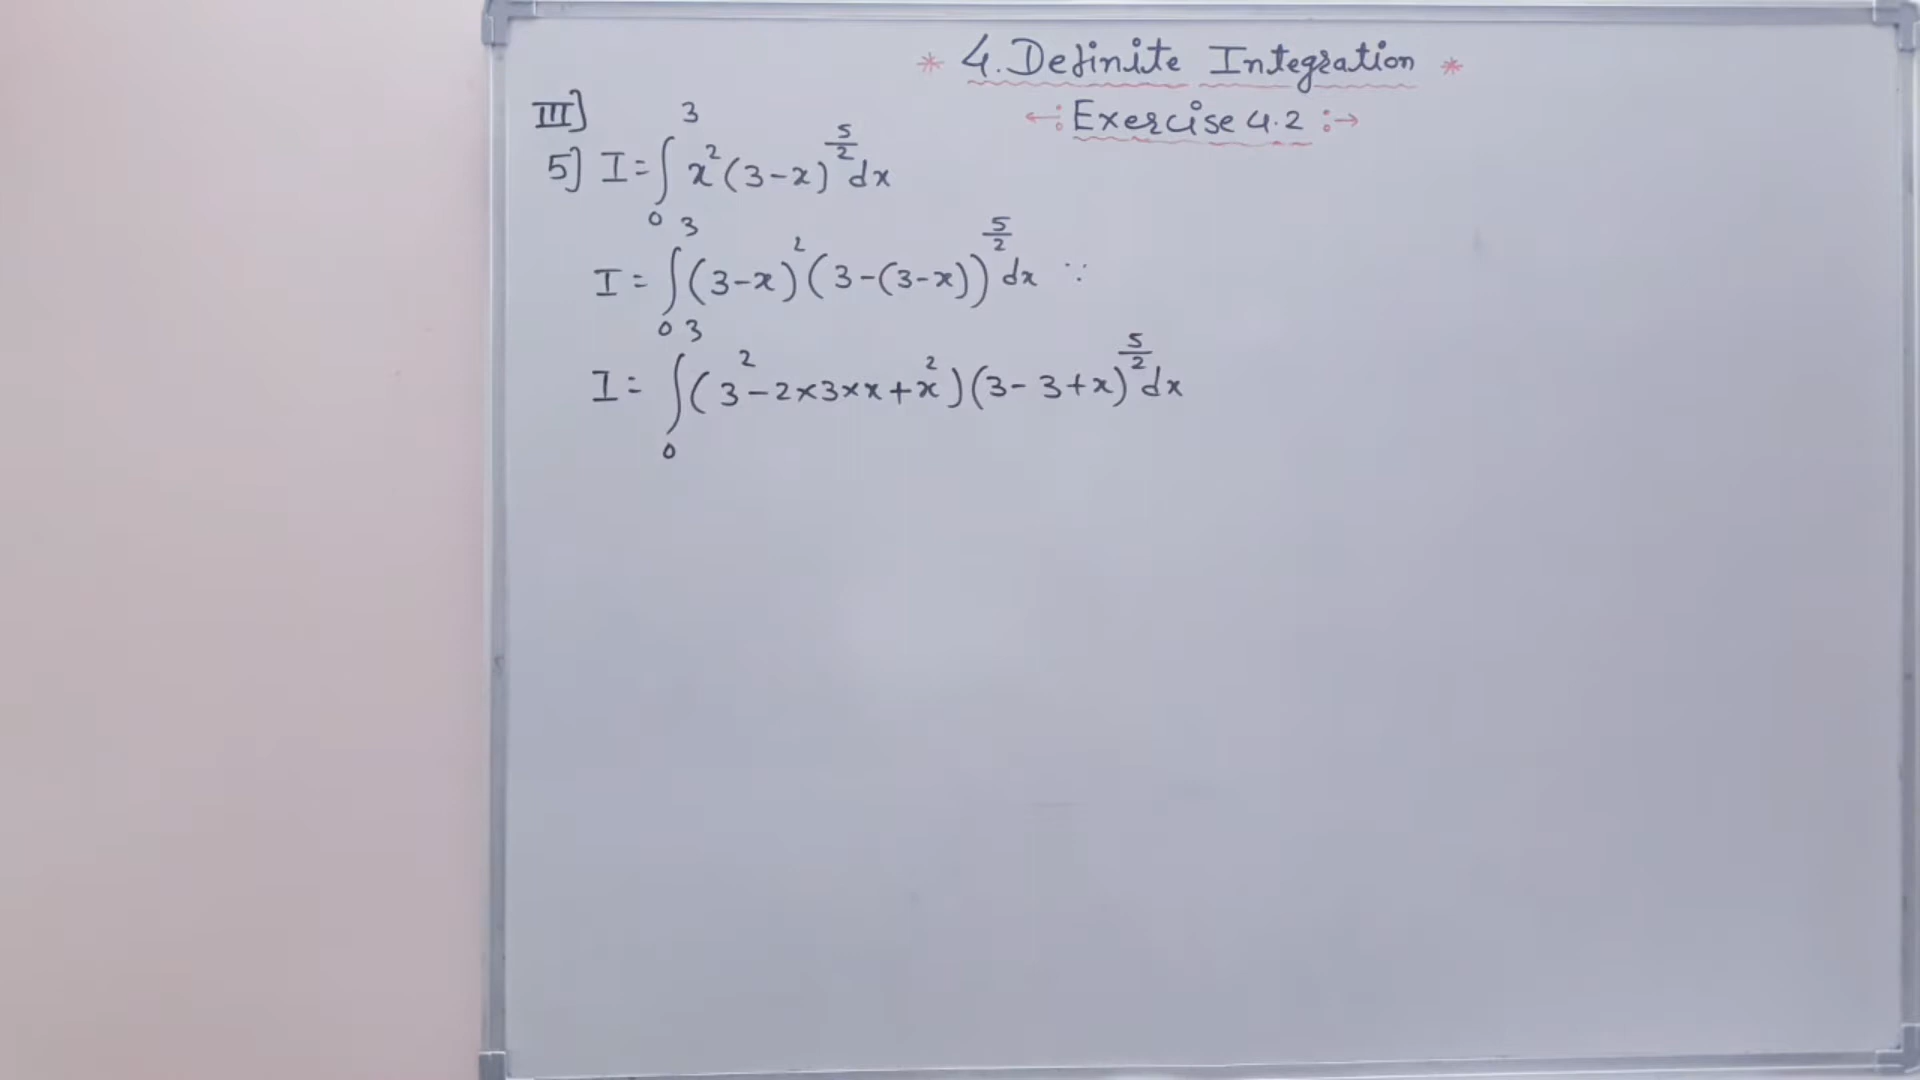 * 4. Definite Integration *
←: Exercise 4.2 :→
III]
5] I = ∫₀³ x² (3-x)^(5/2) dx
I = ∫₀³ (3-x)² (3-(3-x))^(5/2) dx ∵
I = ∫₀³ (3² - 2×3×x + x²) (3-3+x)^(5/2) dx